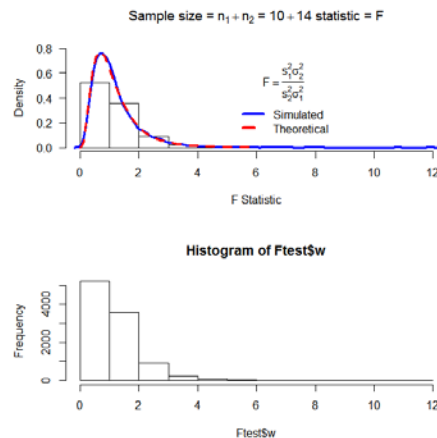 Sample size = n₁+n₂ = 10+14 statistic = F
0.8
0.6
0.4
0.2
0.0
Density
F = s₁²σ₂² / s₂²σ₁²
Simulated
Theoretical
0 2 4 6 8 10 12
F Statistic
Histogram of Ftest$w
4000
2000
0
Frequency
0 2 4 6 8 10 12
Ftest$w